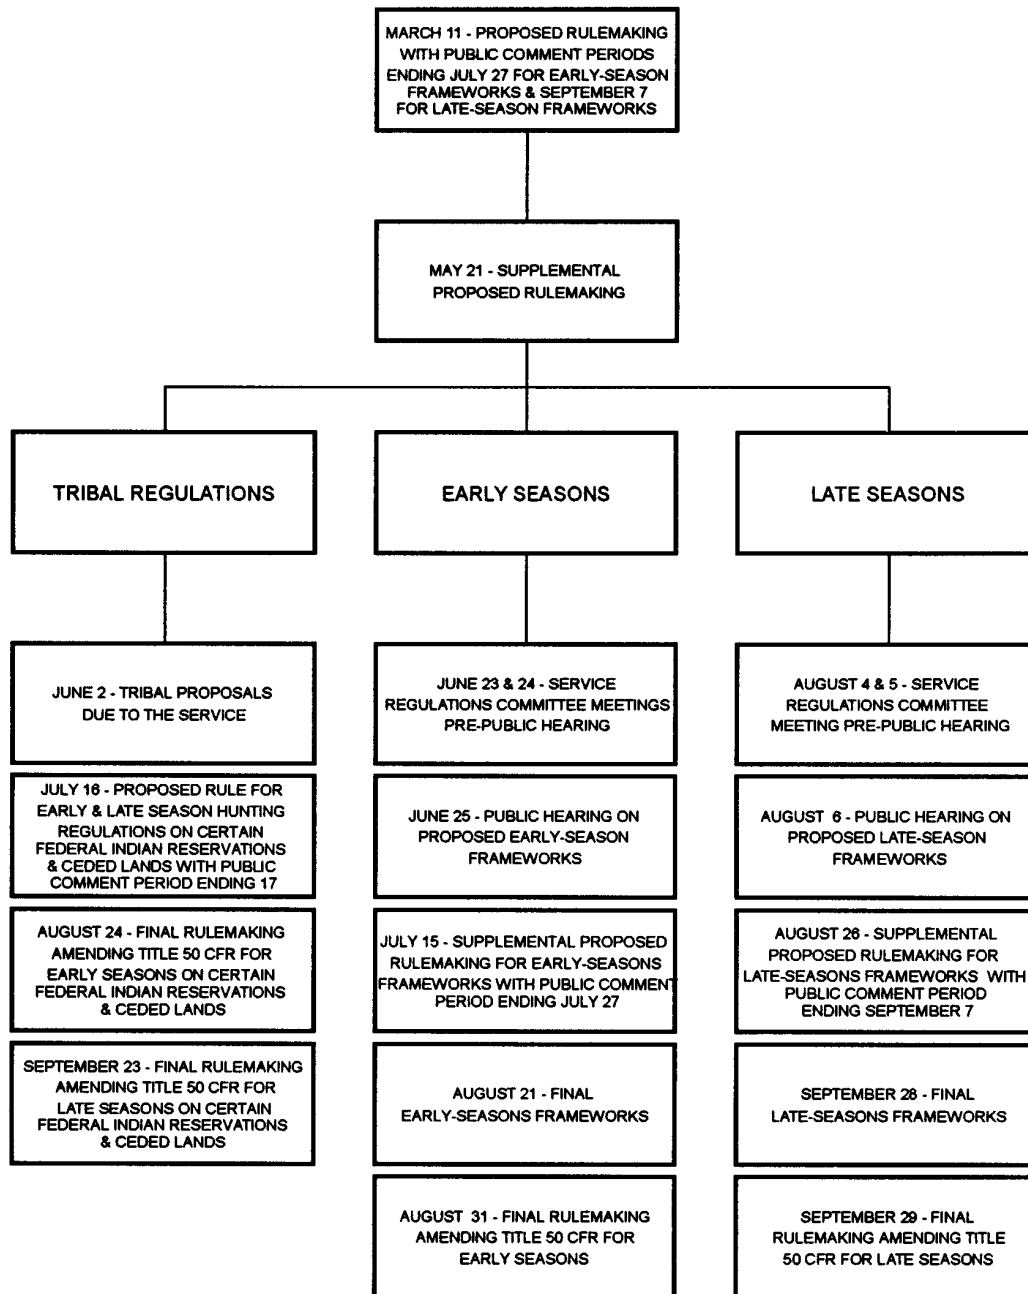 MARCH 11 - PROPOSED RULEMAKING
WITH PUBLIC COMMENT PERIODS
ENDING JULY 27 FOR EARLY-SEASON
FRAMEWORKS & SEPTEMBER 7
FOR LATE-SEASON FRAMEWORKS
MAY 21 - SUPPLEMENTAL
PROPOSED RULEMAKING
TRIBAL REGULATIONS
JUNE 2 - TRIBAL PROPOSALS
DUE TO THE SERVICE
JULY 16 - PROPOSED RULE FOR
EARLY & LATE SEASON HUNTING
REGULATIONS ON CERTAIN
FEDERAL INDIAN RESERVATIONS
& CEDED LANDS WITH PUBLIC
COMMENT PERIOD ENDING 17
AUGUST 24 - FINAL RULEMAKING
AMENDING TITLE 50 CFR FOR
EARLY SEASONS ON CERTAIN
FEDERAL INDIAN RESERVATIONS
& CEDED LANDS
SEPTEMBER 23 - FINAL RULEMAKING
AMENDING TITLE 50 CFR FOR
LATE SEASONS ON CERTAIN
FEDERAL INDIAN RESERVATIONS
& CEDED LANDS
EARLY SEASONS
JUNE 23 & 24 - SERVICE
REGULATIONS COMMITTEE MEETINGS
PRE-PUBLIC HEARING
JUNE 25 - PUBLIC HEARING ON
PROPOSED EARLY-SEASON
FRAMEWORKS
JULY 15 - SUPPLEMENTAL PROPOSED
RULEMAKING FOR EARLY-SEASONS
FRAMEWORKS WITH PUBLIC COMMENT
PERIOD ENDING JULY 27
AUGUST 21 - FINAL
EARLY-SEASONS FRAMEWORKS
AUGUST 31 - FINAL RULEMAKING
AMENDING TITLE 50 CFR FOR
EARLY SEASONS
LATE SEASONS
AUGUST 4 & 5 - SERVICE
REGULATIONS COMMITTEE
MEETING PRE-PUBLIC HEARING
AUGUST 6 - PUBLIC HEARING ON
PROPOSED LATE-SEASON
FRAMEWORKS
AUGUST 26 - SUPPLEMENTAL
PROPOSED RULEMAKING FOR
LATE-SEASONS FRAMEWORKS WITH
PUBLIC COMMENT PERIOD
ENDING SEPTEMBER 7
SEPTEMBER 28 - FINAL
LATE-SEASONS FRAMEWORKS
SEPTEMBER 29 - FINAL
RULEMAKING AMENDING TITLE
50 CFR FOR LATE SEASONS